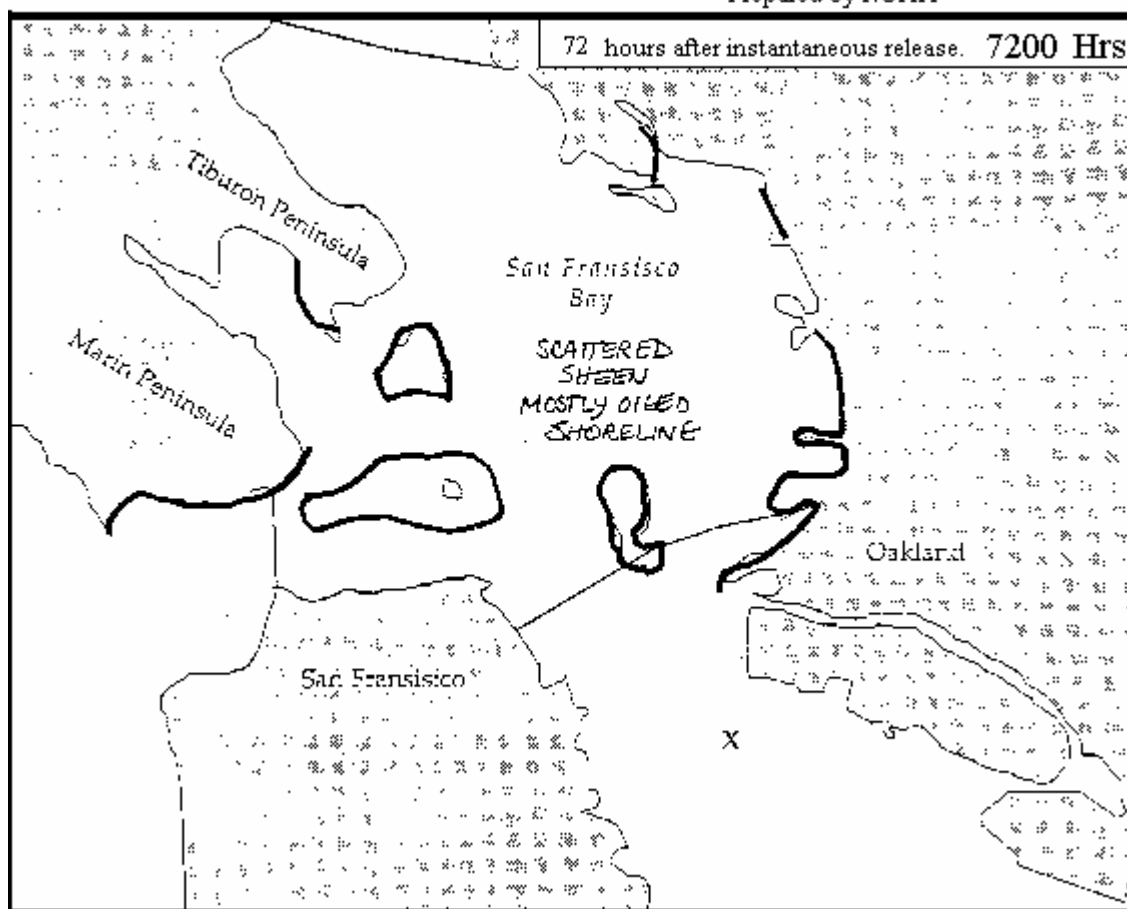 72 hours after instantaneous release. 7200 Hrs
Tiburon Peninsula
San Fransisco
Bay
Marin Peninsula
SCATTERED
SHEEN
MOSTLY OILED
SHORELINE
Oakland
San Fransisico
X